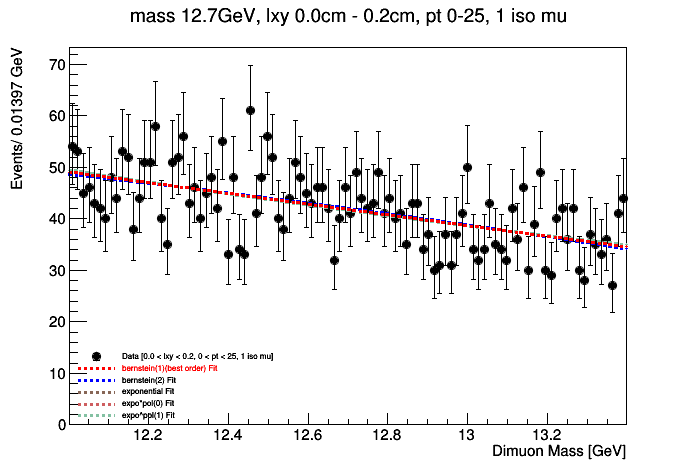 mass 12.7GeV, lxy 0.0cm - 0.2cm, pt 0-25, 1 iso mu
Events/ 0.01397 GeV
70
60
50
40
30
20
10
0
Data [0.0 < lxy < 0.2, 0 < pt < 25, 1 iso mu]
bernstein(1)(best order) Fit
bernstein(2) Fit
exponential Fit
expo*pol(0) Fit
expo*ppl(1) Fit
12.2 12.4 12.6 12.8 13 13.2
Dimuon Mass [GeV]